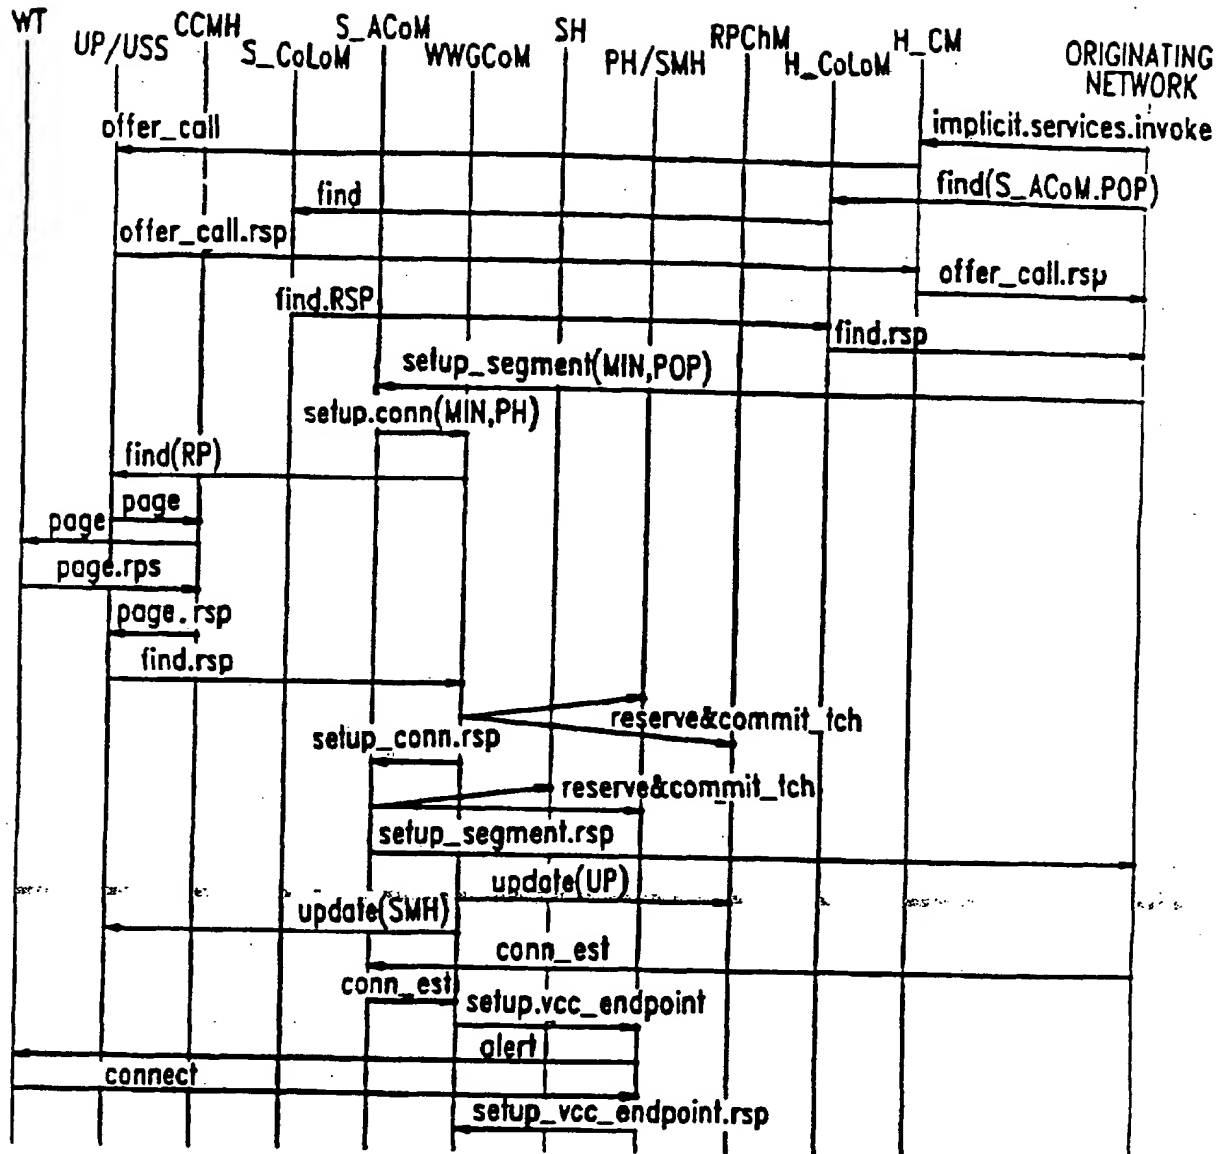 WT
UP/USS
CCMH
S_CoLoM
S_ACoM
WWGCoM
SH
PH/SMH
RPChM
H_CoLoM
H_CM
ORIGINATING
NETWORK
offer_call
implicit.services.invoke
find
find(S_ACoM.POP)
offer_call.rsp
offer_call.rsp
find.RSP
find.rsp
setup_segment(MIN,POP)
setup.conn(MIN,PH)
find(RP)
page
page
page.rps
page.rsp
find.rsp
reserve&commit_tch
setup_conn.rsp
reserve&commit_tch
setup_segment.rsp
update(UP)
update(SMH)
conn_est
conn_est
setup.vcc_endpoint
alert
connect
setup_vcc_endpoint.rsp